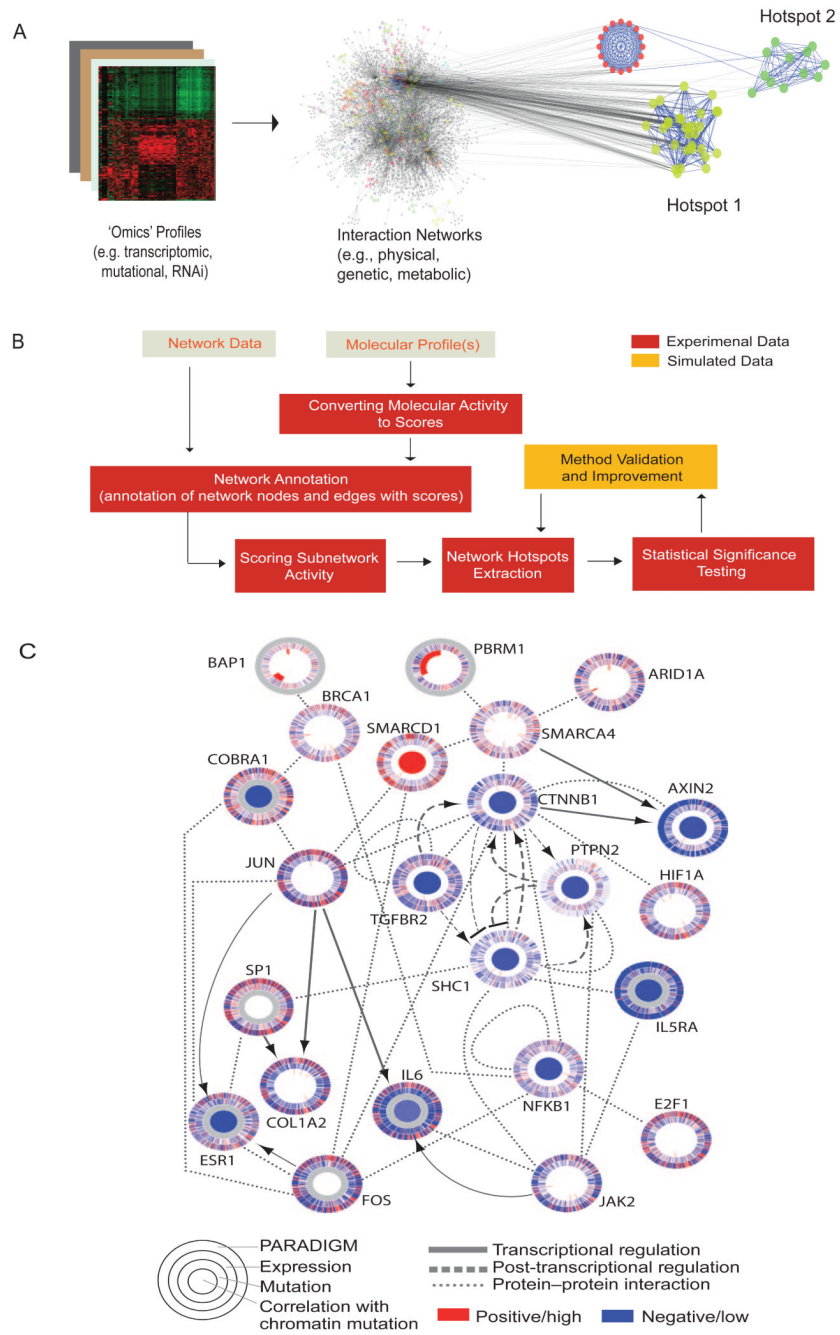 A
Hotspot 2
Hotspot 1
'Omics' Profiles
(e.g. transcriptomic,
mutational, RNAi)
Interaction Networks
(e.g., physical,
genetic, metabolic)
B
Network Data
Molecular Profile(s)
Experimenal Data
Simulated Data
Converting Molecular Activity
to Scores
Network Annotation
(annotation of network nodes and edges with scores)
Method Validation
and Improvement
Scoring Subnetwork
Activity
Network Hotspots
Extraction
Statistical Significance
Testing
C
BAP1
PBRM1
ARID1A
BRCA1
SMARCD1
SMARCA4
COBRA1
CTNNB1
AXIN2
JUN
PTPN2
HIF1A
TGFBR2
SP1
SHC1
IL5RA
COL1A2
IL6
NFKB1
E2F1
ESR1
FOS
JAK2
PARADIGM
Expression
Mutation
Correlation with
chromatin mutation
Transcriptional regulation
Post-transcriptional regulation
Protein–protein interaction
Positive/high
Negative/low